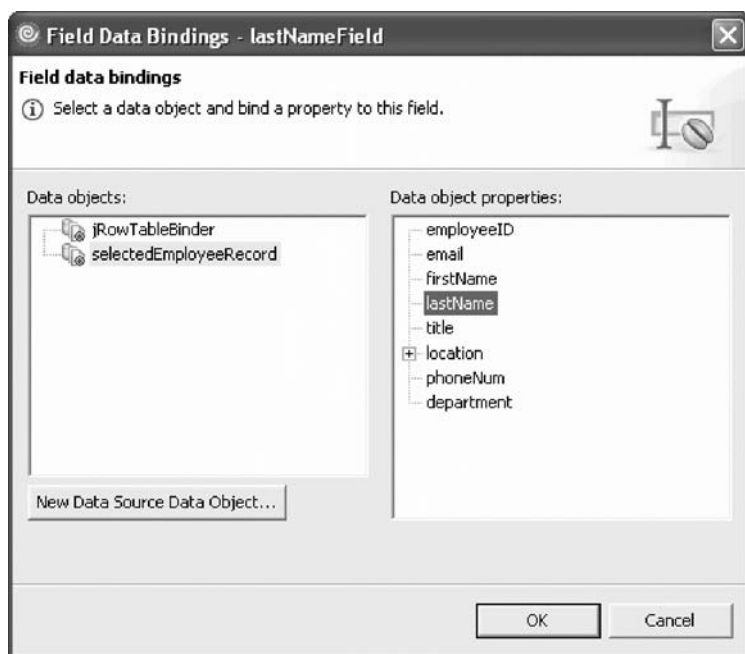 Field Data Bindings - lastNameField
Field data bindings
Select a data object and bind a property to this field.
Data objects:
jRowTableBinder
selectedEmployeeRecord
New Data Source Data Object...
Data object properties:
employeeID
email
firstName
lastName
title
location
phoneNum
department
OK
Cancel